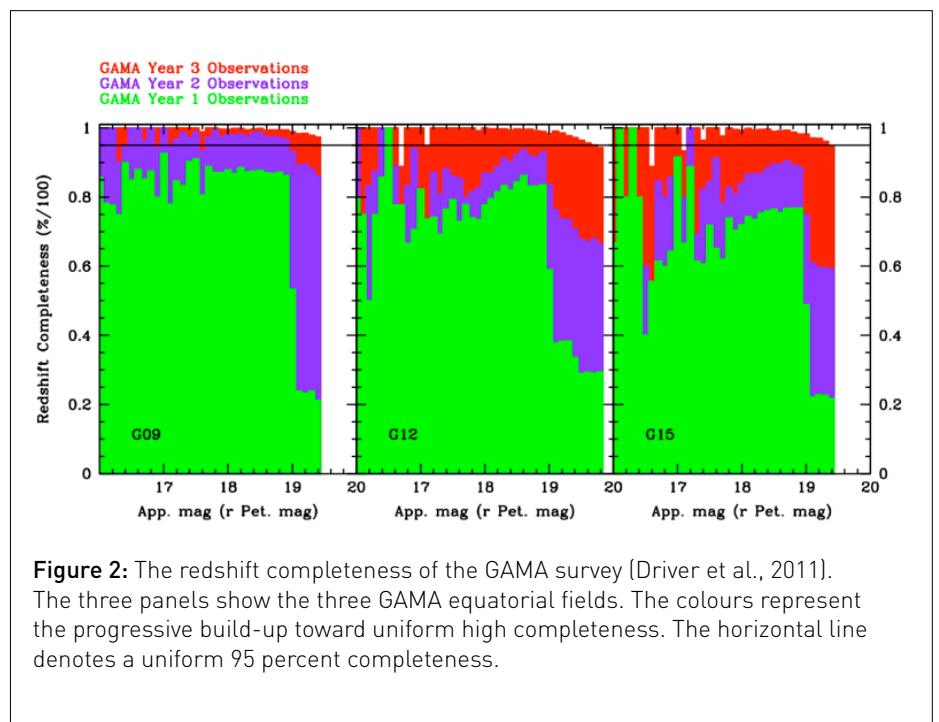 GAMA Year 3 Observations
GAMA Year 2 Observations
GAMA Year 1 Observations
Redshift Completeness (%/100)
1
0.8
0.6
0.4
0.2
0
G09
G12
G15
1
0.8
0.6
0.4
0.2
0
17 18 19 20 17 18 19 20 17 18 19 20
App. mag (r Pet. mag) App. mag (r Pet. mag) App. mag (r Pet. mag)
Figure 2: The redshift completeness of the GAMA survey (Driver et al., 2011).
The three panels show the three GAMA equatorial fields. The colours represent
the progressive build-up toward uniform high completeness. The horizontal line
denotes a uniform 95 percent completeness.